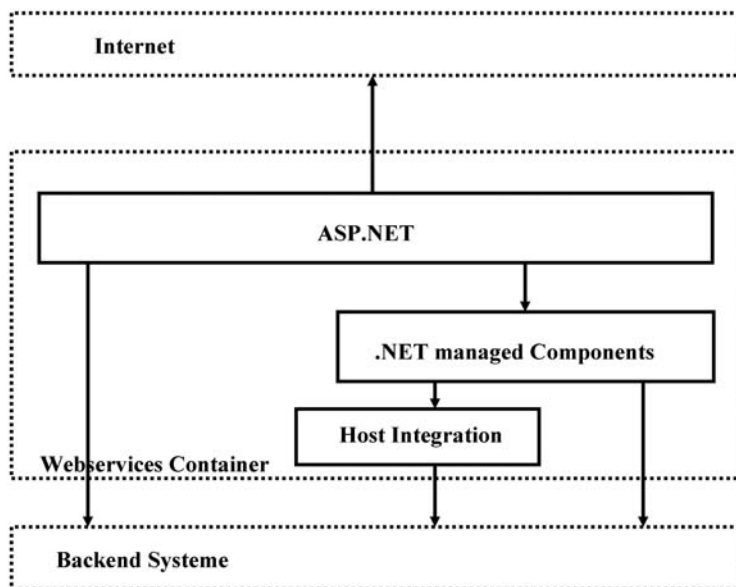 Internet
ASP.NET
.NET managed Components
Host Integration
Webservices Container
Backend Systeme